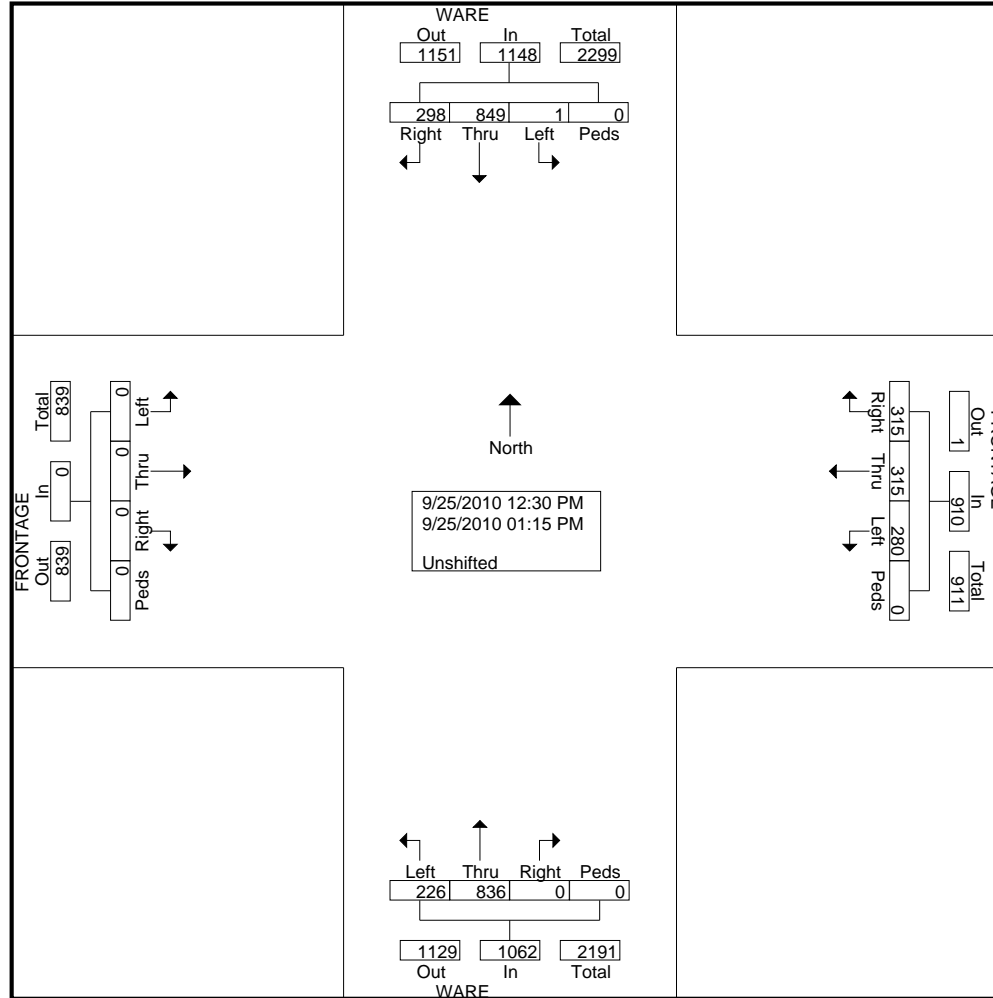 WARE
Out In Total
1151 1148 2299
298 849 1 0
Right Thru Left Peds
FRONTAGE
Total In Out
839 0 839
0 0 0 0
Left Thru Right Peds
North
9/25/2010 12:30 PM
9/25/2010 01:15 PM
Unshifted
Right Thru Left Peds
315 315 280 0
Out In Total
1 910 911
Left Thru Right Peds
226 836 0 0
1129 1062 2191
Out In Total
WARE